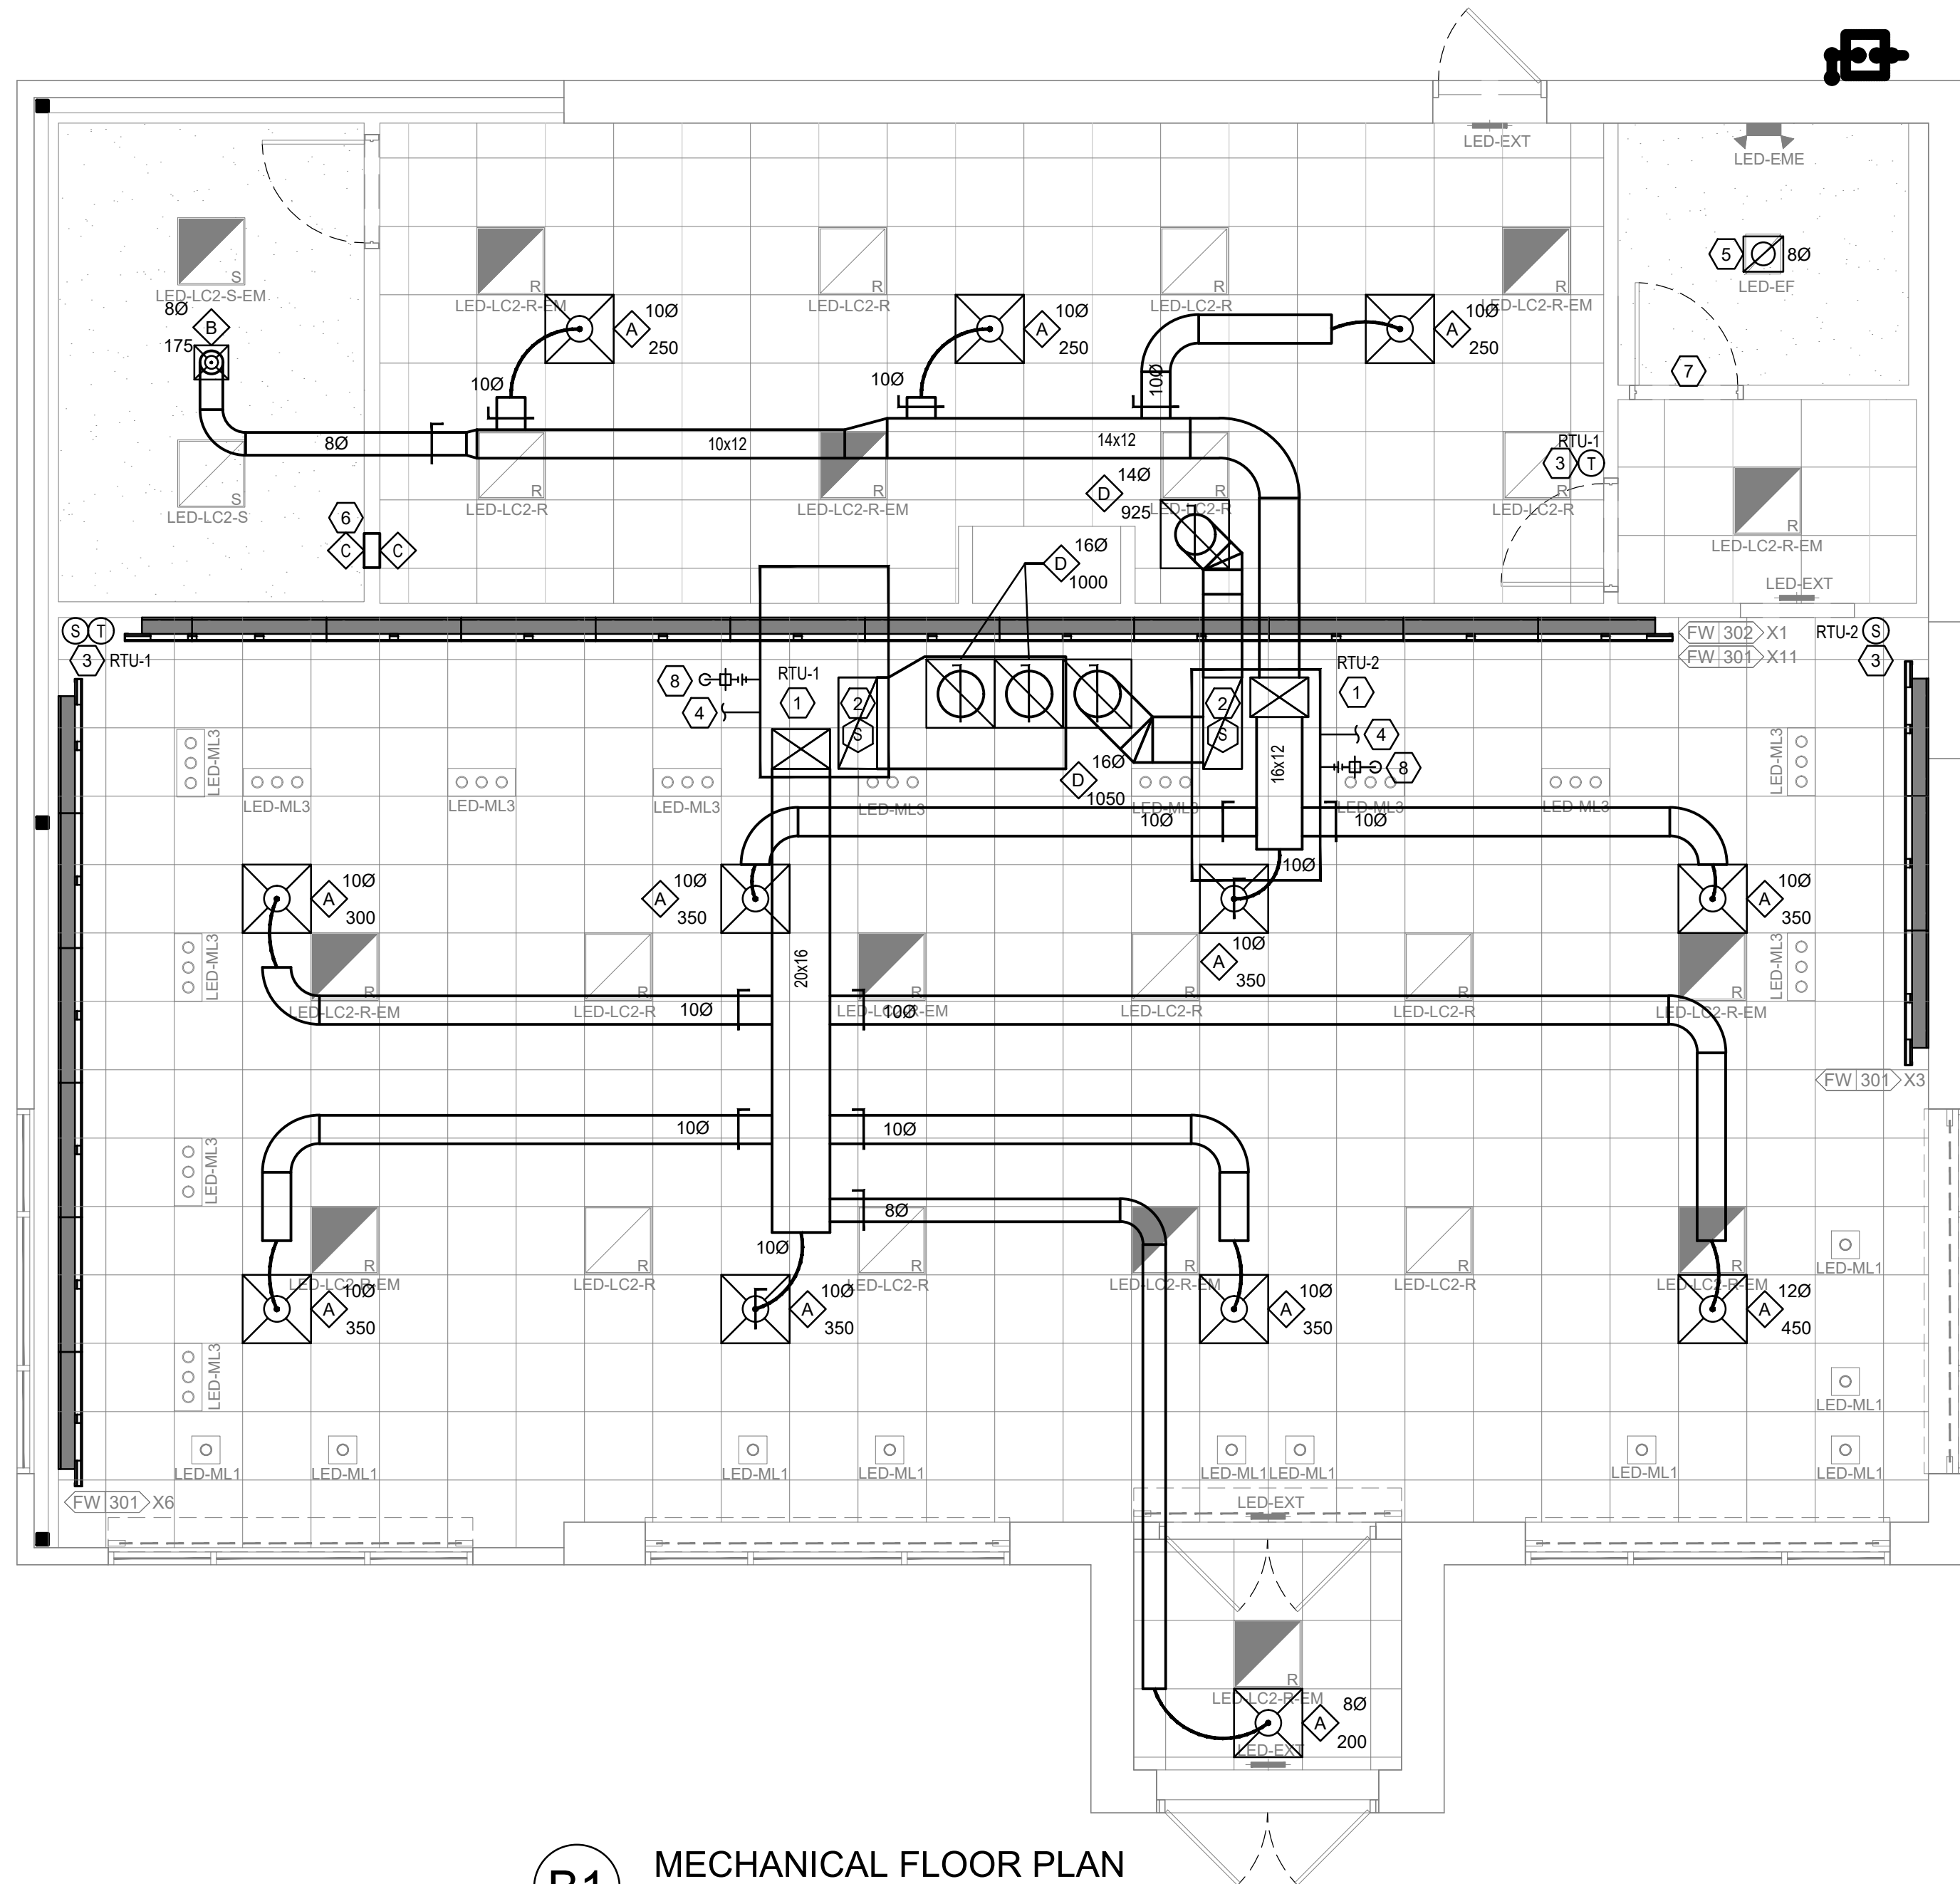 LED-EXT
LED-EME
5
8Ø
LED-EF
S
LED-LC2-S-EM
R
LED-LC2-R-EM
R
LED-LC2-R
R
LED-LC2-R
R
LED-LC2-R-EM
8Ø
B
175
A
10Ø
250
A
10Ø
250
A
10Ø
250
7
10Ø
10Ø
10Ø
8Ø
10x12
14x12
RTU-1
3
T
S
LED-LC2-S
R
LED-LC2-R
R
LED-LC2-R-EM
R
LED-LC2-R
R
LED-LC2-R
R
LED-LC2-R-EM
D
14Ø
925
6
C
C
D
16Ø
1000
LED-EXT
S
T
3
RTU-1
FW 302 X1
FW 301 X11
RTU-2
S
3
8
4
RTU-1
1
2
S
2
S
RTU-2
1
4
8
16x12
D
16Ø
1050
LED-ML3
LED-ML3
LED-ML3
LED-ML3
LED-ML3
LED-ML3
LED-ML3
LED-ML3
LED-ML3
10Ø
10Ø
10Ø
A
10Ø
300
A
10Ø
350
A
10Ø
350
A
10Ø
350
20x16
LED-ML3
R
LED-LC2-R-EM
R
LED-LC2-R
R
LED-LC2-R-EM
R
LED-LC2-R
R
LED-LC2-R
R
LED-LC2-R-EM
LED-ML3
10Ø
10Ø
FW 301 X3
10Ø
10Ø
LED-ML3
8Ø
10Ø
R
LED-LC2-R-EM
R
LED-LC2-R
R
LED-LC2-R
R
LED-LC2-R-EM
R
LED-LC2-R
R
LED-LC2-R-EM
LED-ML1
A
10Ø
350
A
10Ø
350
A
10Ø
350
A
12Ø
450
LED-ML3
LED-ML1
LED-ML1
LED-ML1
LED-ML1
LED-ML1
LED-ML1
LED-ML1
LED-ML1
LED-ML1
FW 301 X6
LED-EXT
R
LED-LC2-R-EM
A
8Ø
200
LED-EXT
B1
MECHANICAL FLOOR PLAN